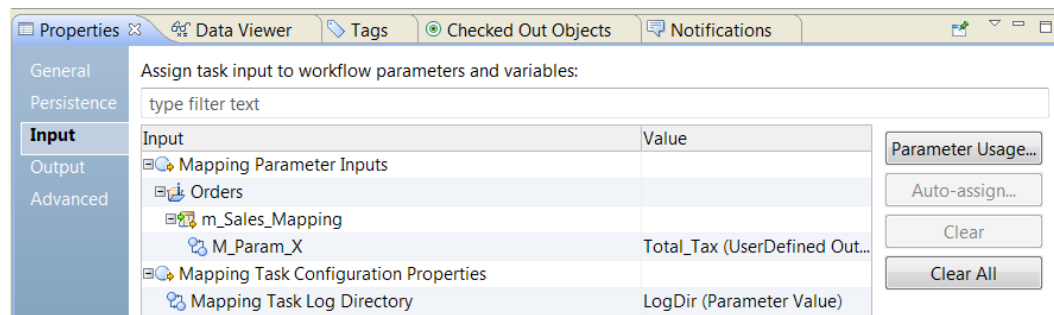 Properties Data Viewer Tags Checked Out Objects Notifications
General
Persistence
Input
Output
Advanced
Assign task input to workflow parameters and variables:
type filter text
Input Value
Mapping Parameter Inputs
Orders
m_Sales_Mapping
M_Param_X Total_Tax (UserDefined Out...
Mapping Task Configuration Properties
Mapping Task Log Directory LogDir (Parameter Value)
Parameter Usage...
Auto-assign...
Clear
Clear All